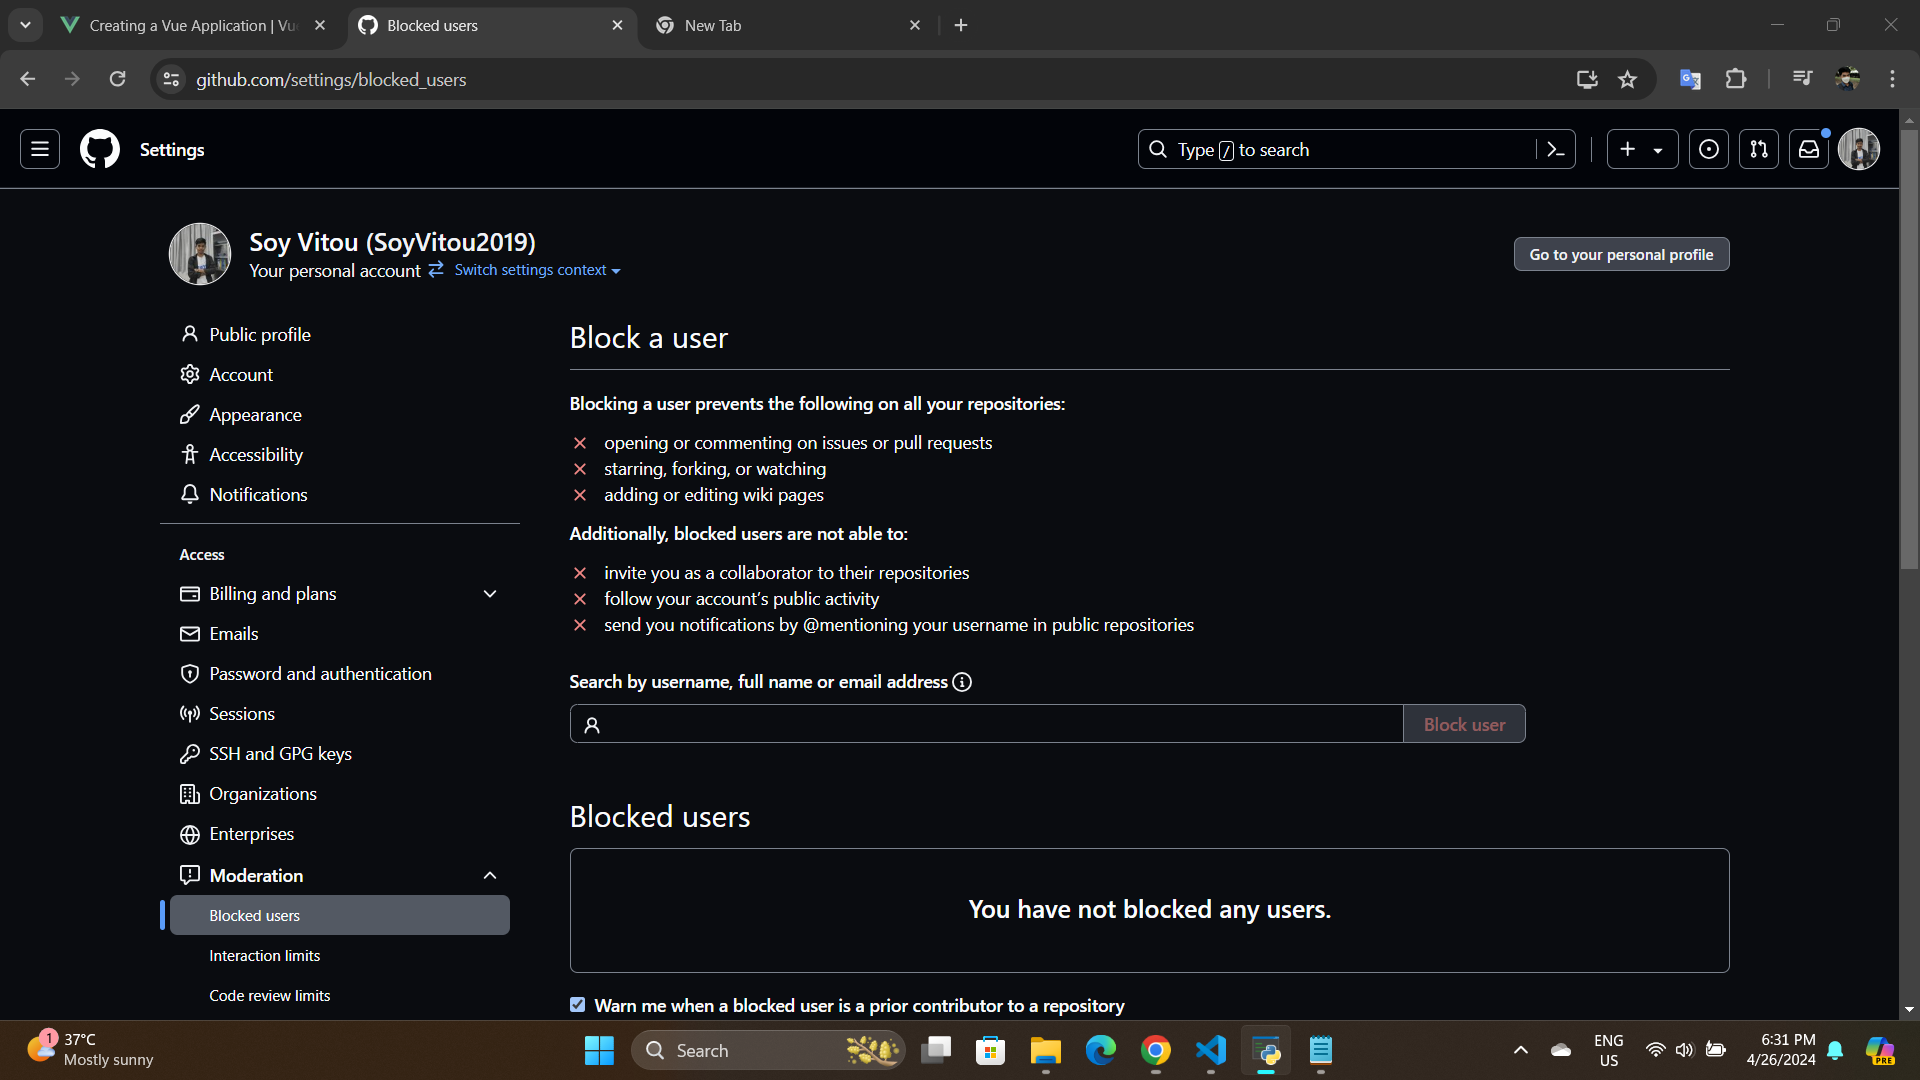 Creating a Vue Application | Vu
Blocked users
New Tab
github.com/settings/blocked_users
Settings
Type / to search
Soy Vitou (SoyVitou2019)
Your personal account
Switch settings context
Go to your personal profile
Public profile
Account
Appearance
Accessibility
Notifications
Access
Billing and plans
Emails
Password and authentication
Sessions
SSH and GPG keys
Organizations
Enterprises
Moderation
Blocked users
Interaction limits
Code review limits
Block a user
Blocking a user prevents the following on all your repositories:
opening or commenting on issues or pull requests
starring, forking, or watching
adding or editing wiki pages
Additionally, blocked users are not able to:
invite you as a collaborator to their repositories
follow your account’s public activity
send you notifications by @mentioning your username in public repositories
Search by username, full name or email address
Block user
Blocked users
You have not blocked any users.
Warn me when a blocked user is a prior contributor to a repository
1
37°C
Mostly sunny
Search
ENG
US
6:31 PM
4/26/2024
PRE